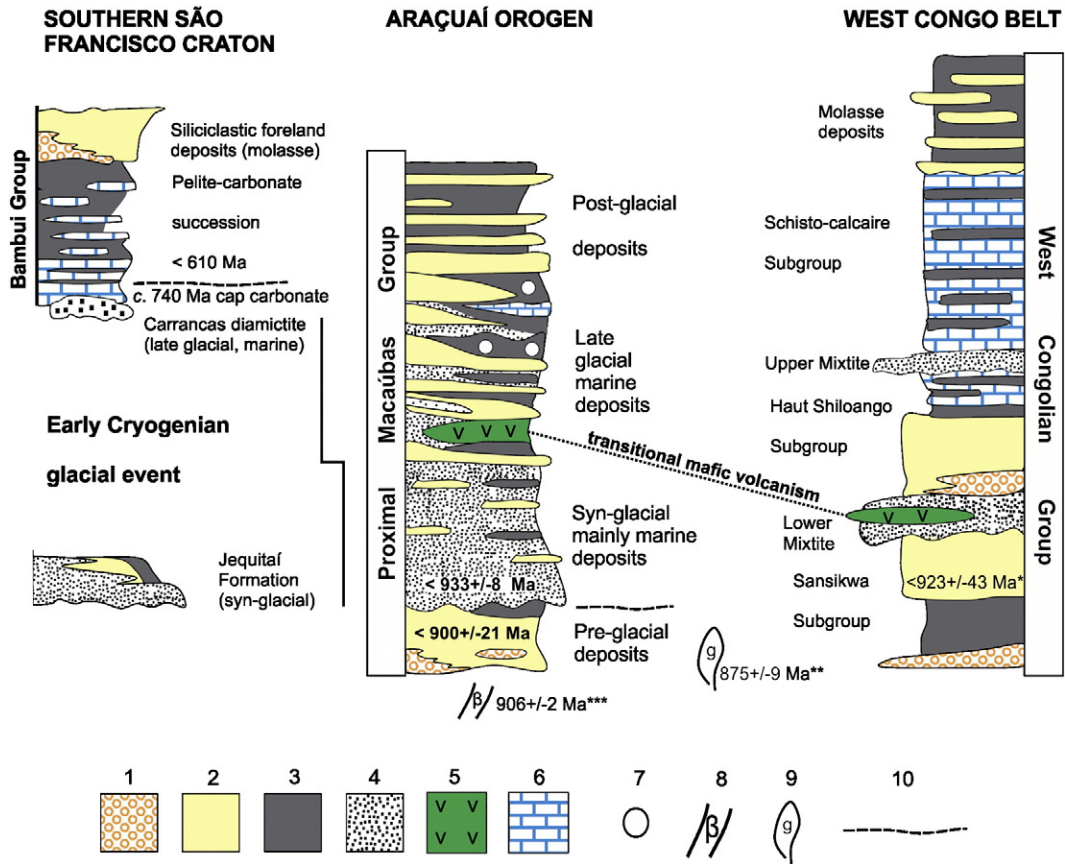 SOUTHERN SÃO
FRANCISCO CRATON
Bambui Group
Siliciclastic foreland
deposits (molasse)
Pelite-carbonate
succession
< 610 Ma
c. 740 Ma cap carbonate
Carrancas diamictite
(late glacial, marine)
Early Cryogenian
glacial event
Jequitaí
Formation
(syn-glacial)
ARAÇUAÍ OROGEN
Proximal Macaúbas Group
Post-glacial
deposits
Late
glacial
marine
deposits
V V V
transitional mafic volcanism
Syn-glacial
mainly marine
deposits
< 933+/-8 Ma
< 900+/-21 Ma
Pre-glacial
deposits
β 906+/-2 Ma***
g
875+/-9 Ma**
WEST CONGO BELT
West Congolian Group
Molasse
deposits
Schisto-calcaire
Subgroup
Upper Mixtite
Haut Shiloango
Subgroup
V V
Lower
Mixtite
Sansikwa
<923+/-43 Ma*
Subgroup
1 2 3 4 5 6 7 8 9 10
V V
V V
β
g